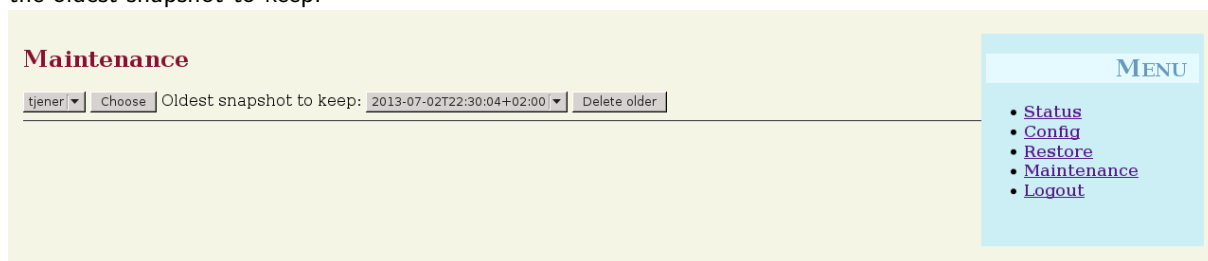 the oldest snapshot to keep.
Maintenance
tjener Choose Oldest snapshot to keep: 2013-07-02T22:30:04+02:00 Delete older
MENU
Status
Config
Restore
Maintenance
Logout